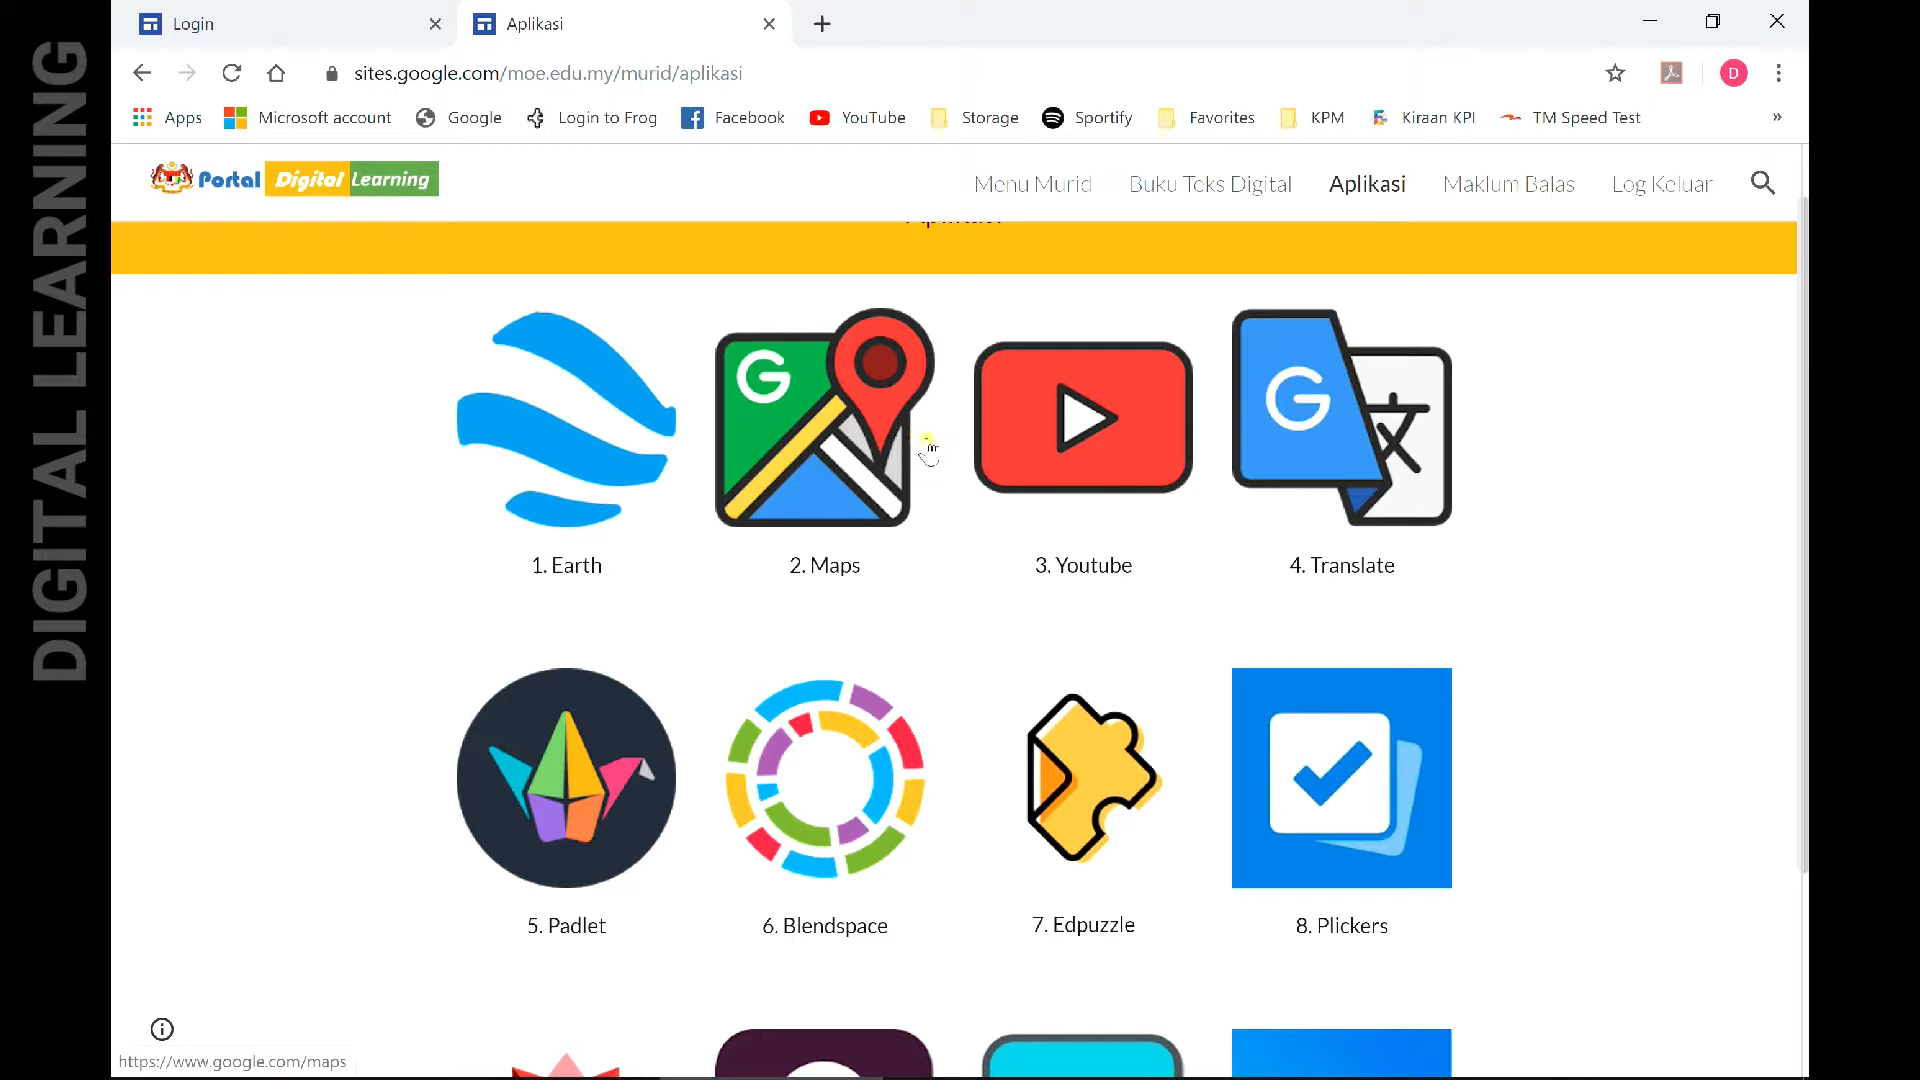 DIGITAL LEARNING
Login
Aplikasi
sites.google.com/moe.edu.my/murid/aplikasi
D
Apps
Microsoft account
Google
Login to Frog
Facebook
YouTube
Storage
Sportify
Favorites
KPM
Kiraan KPI
TM Speed Test
»
Portal Digital Learning
Menu Murid
Buku Teks Digital
Aplikasi
Maklum Balas
Log Keluar
Aplikasi
G
G
文
1. Earth
2. Maps
3. Youtube
4. Translate
5. Padlet
6. Blendspace
7. Edpuzzle
8. Plickers
https://www.google.com/maps